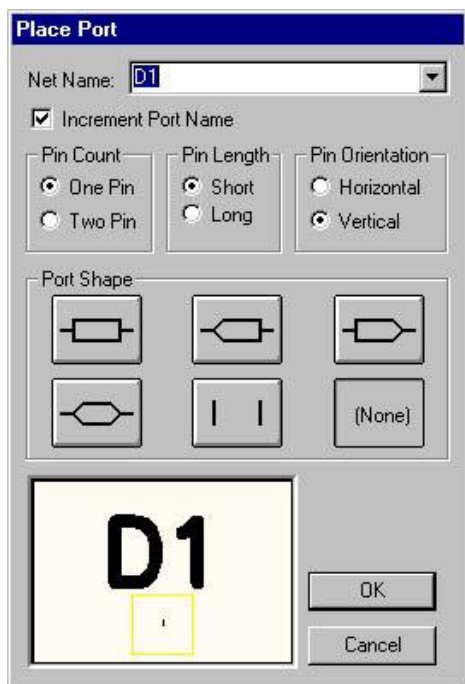 Place Port
Net Name: D1
Increment Port Name
Pin Count
One Pin
Two Pin
Pin Length
Short
Long
Pin Orientation
Horizontal
Vertical
Port Shape
(None)
D1
OK
Cancel